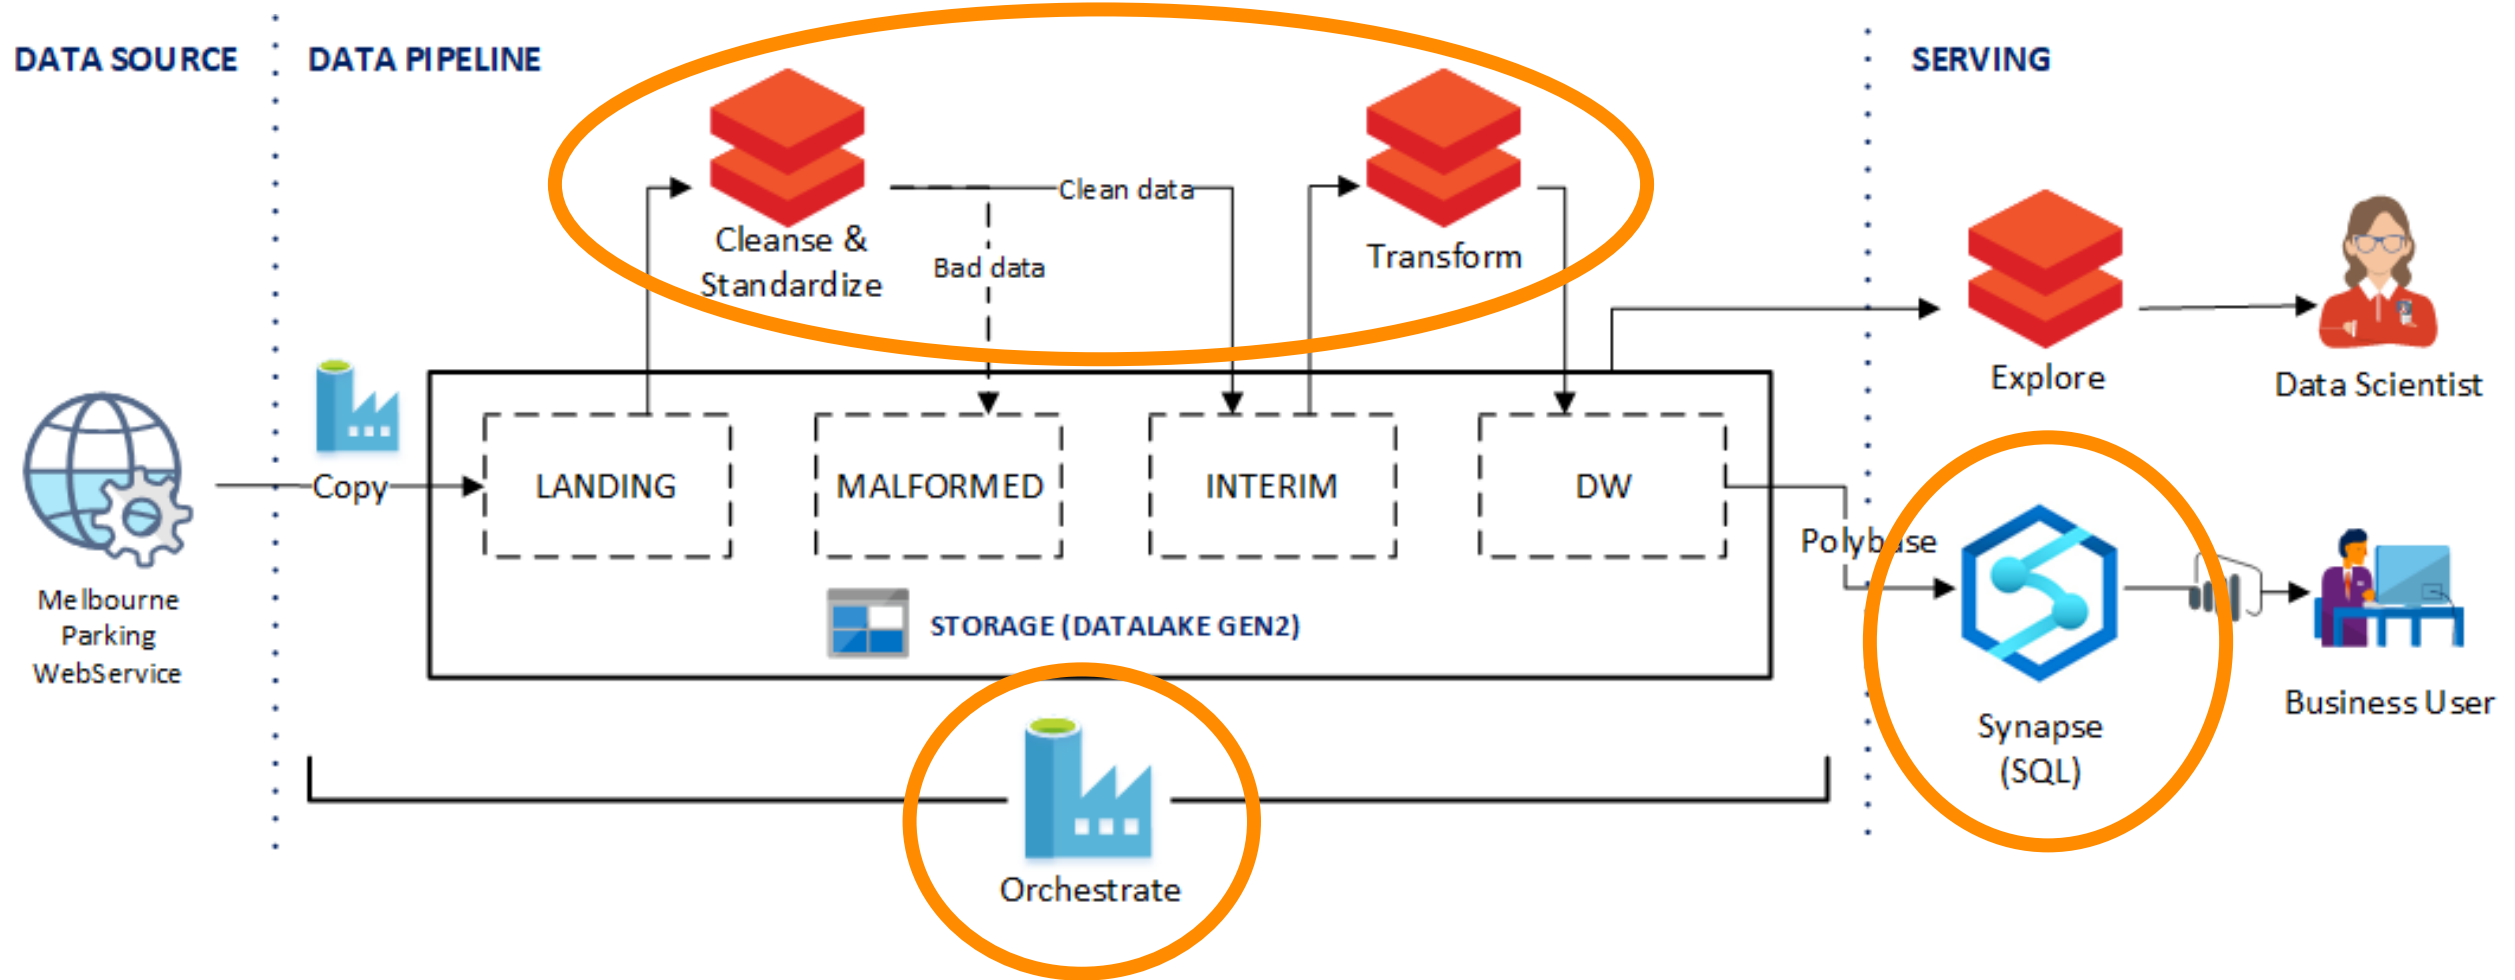 DATA SOURCE
DATA PIPELINE
SERVING
Cleanse &
Standardize
Clean data
Bad data
Transform
Explore
Data Scientist
Copy
LANDING
MALFORMED
INTERIM
DW
Polybase
STORAGE (DATALAKE GEN2)
Melbourne
Parking
WebService
Synapse
(SQL)
Business User
Orchestrate